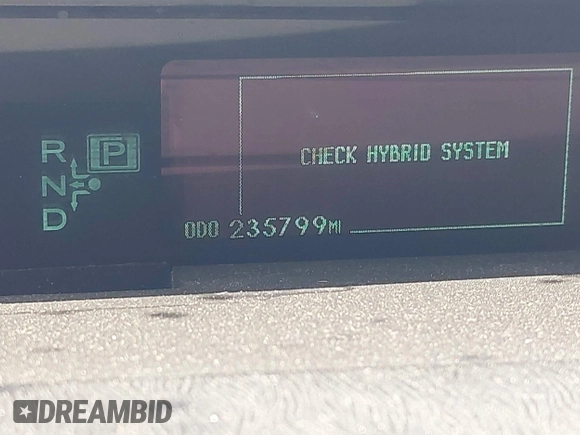 CHECK HYBRID SYSTEM
R P
N
D
ODO 235799MI
DREAMBID